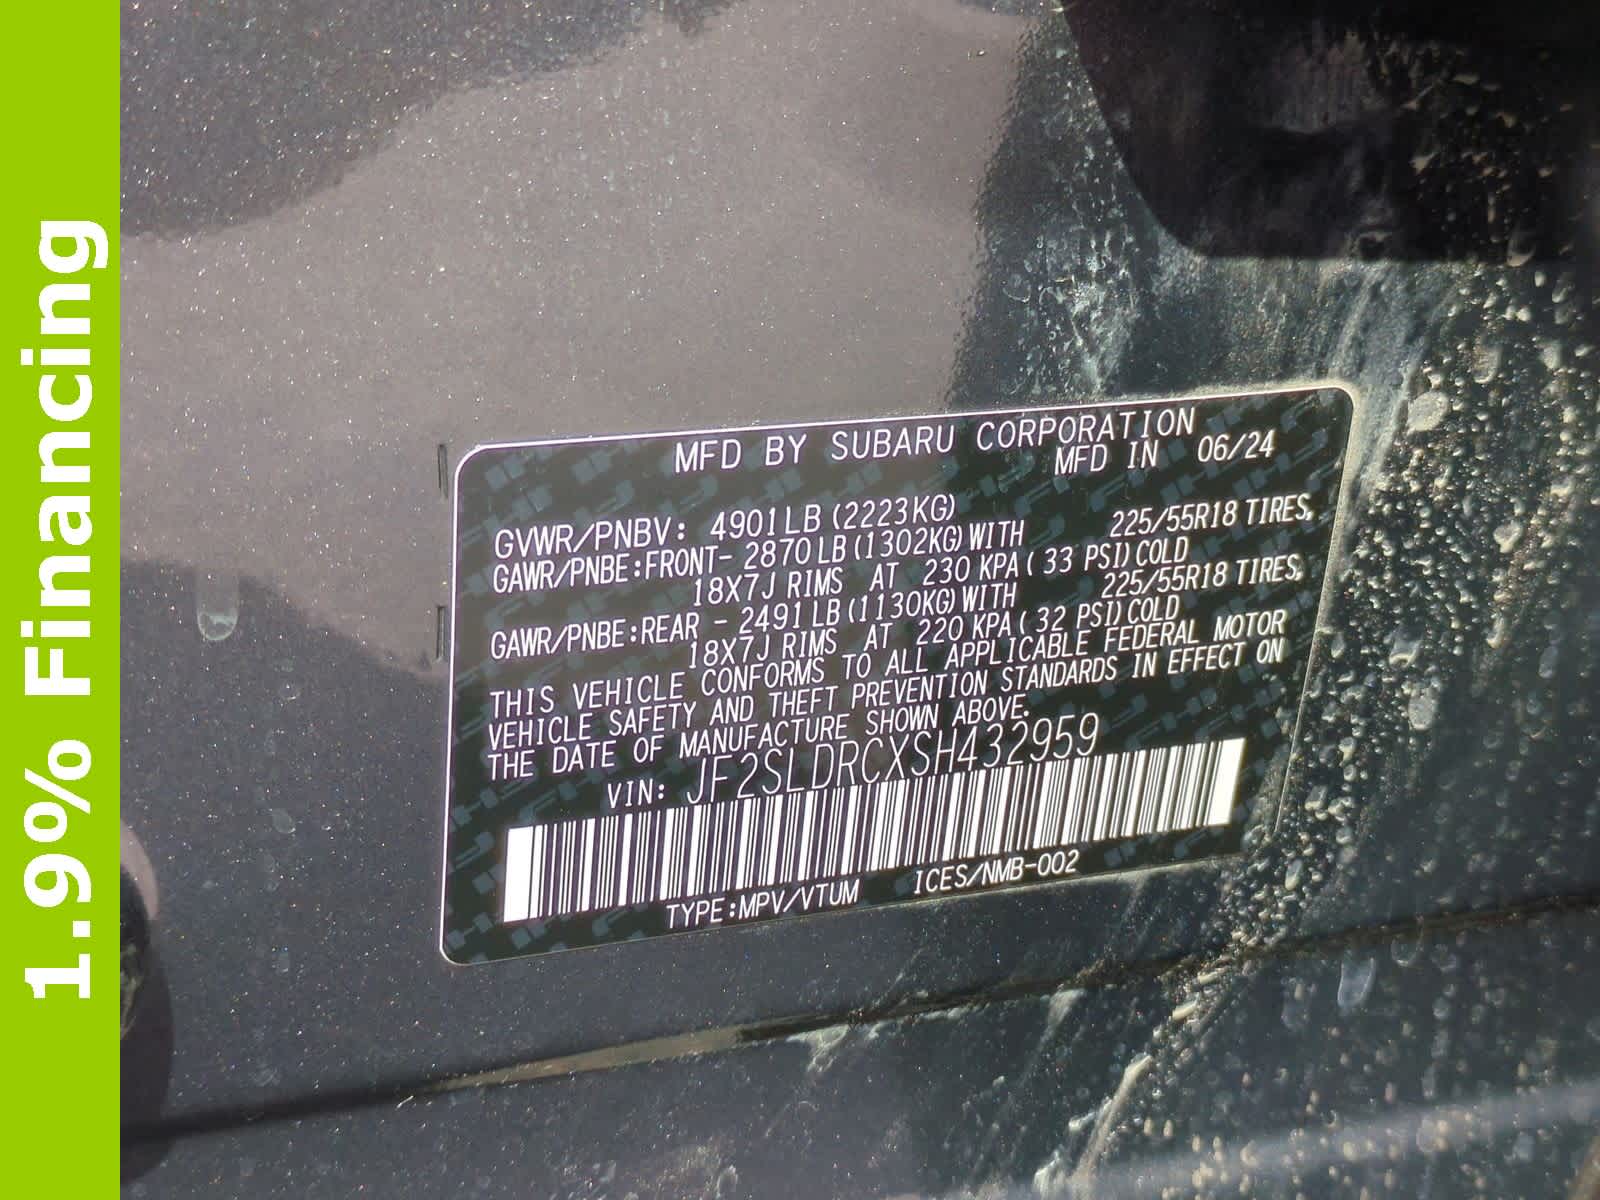 1.9% Financing
MFD BY SUBARU CORPORATION
MFD IN 06/24
GVWR/PNBV: 4901LB(2223KG)
GAWR/PNBE:FRONT- 2870LB(1302KG)WITH 225/55R18 TIRES,
18X7J RIMS AT 230 KPA( 33 PSI)COLD
GAWR/PNBE:REAR - 2491LB(1130KG)WITH 225/55R18 TIRES,
18X7J RIMS AT 220 KPA( 32 PSI)COLD
THIS VEHICLE CONFORMS TO ALL APPLICABLE FEDERAL MOTOR
VEHICLE SAFETY AND THEFT PREVENTION STANDARDS IN EFFECT ON
THE DATE OF MANUFACTURE SHOWN ABOVE.
VIN: JF2SLDRCXSH432959
TYPE:MPV/VTUM ICES/NMB-002